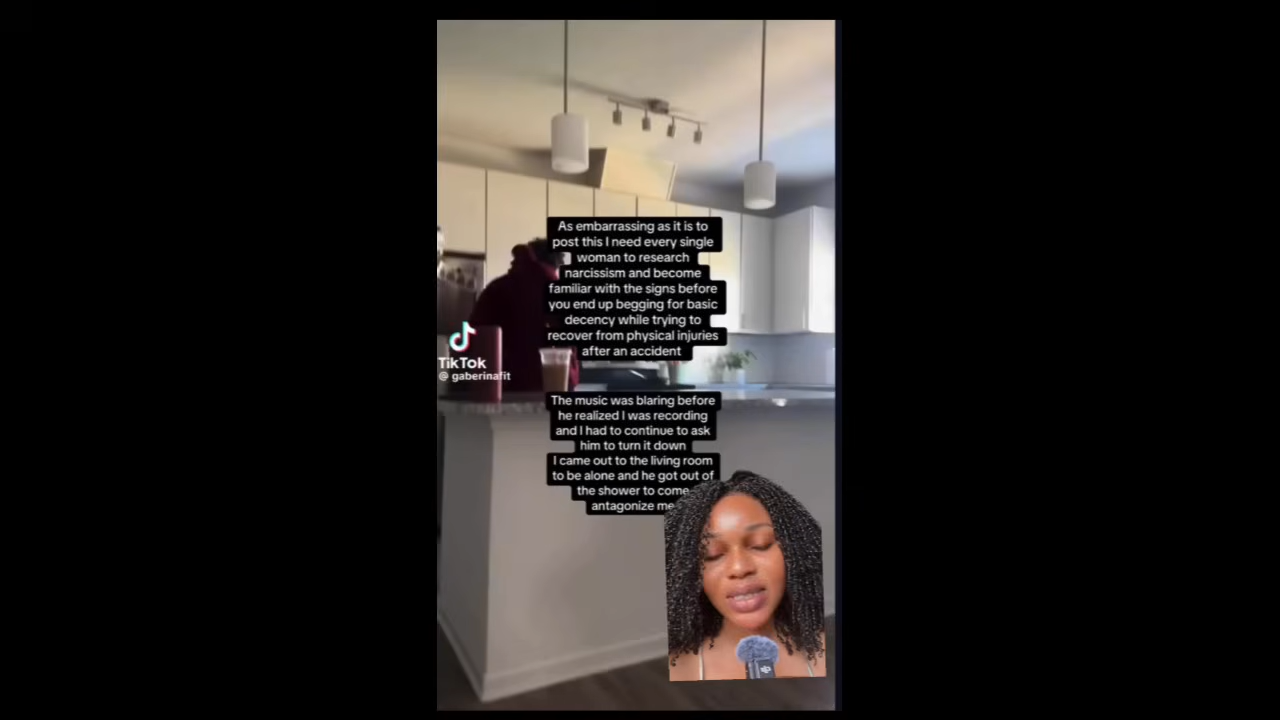 As embarrassing as it is to
post this I need every single
woman to research
narcissism and become
familiar with the signs before
you end up begging for basic
decency while trying to
recover from physical injuries
after an accident
TikTok
@ gaberinafit
The music was blaring before
he realized I was recording
and I had to continue to ask
him to turn it down
I came out to the living room
to be alone and he got out of
the shower to come
antagonize me